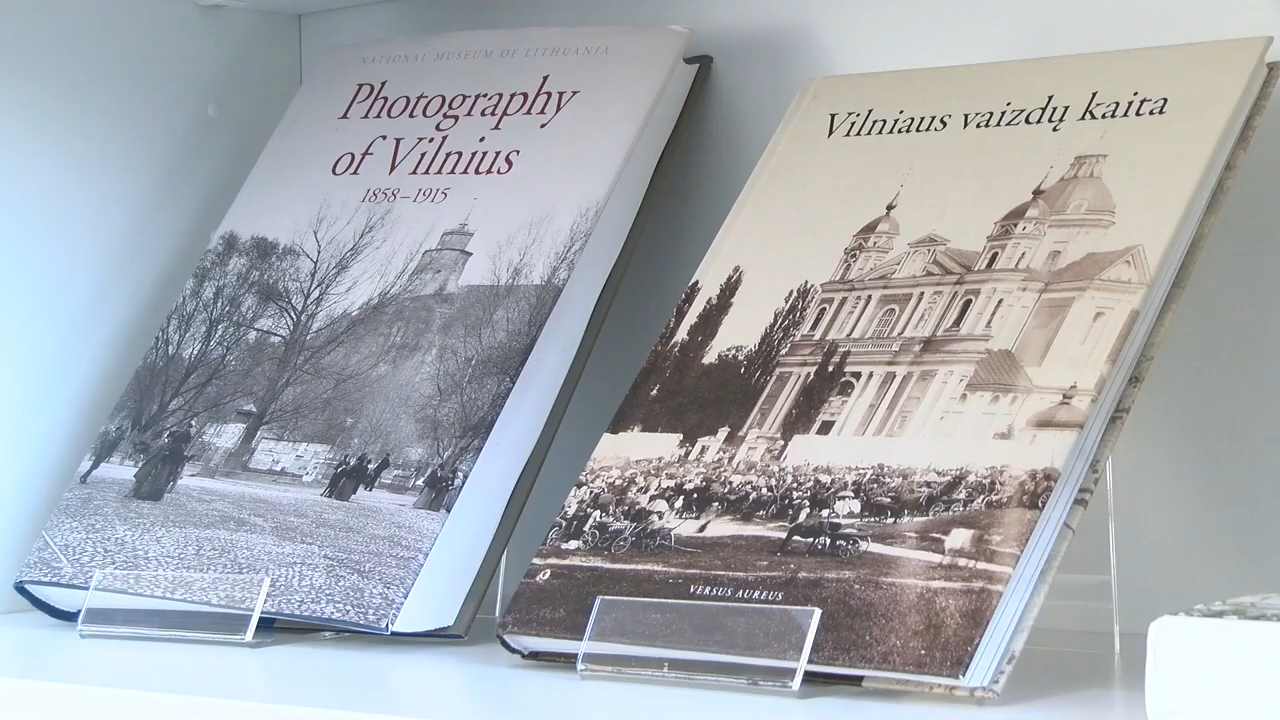 NATIONAL MUSEUM OF LITHUANIA
Photography
of Vilnius
1858–1915
Vilniaus vaizdų kaita
VERSUS AUREUS